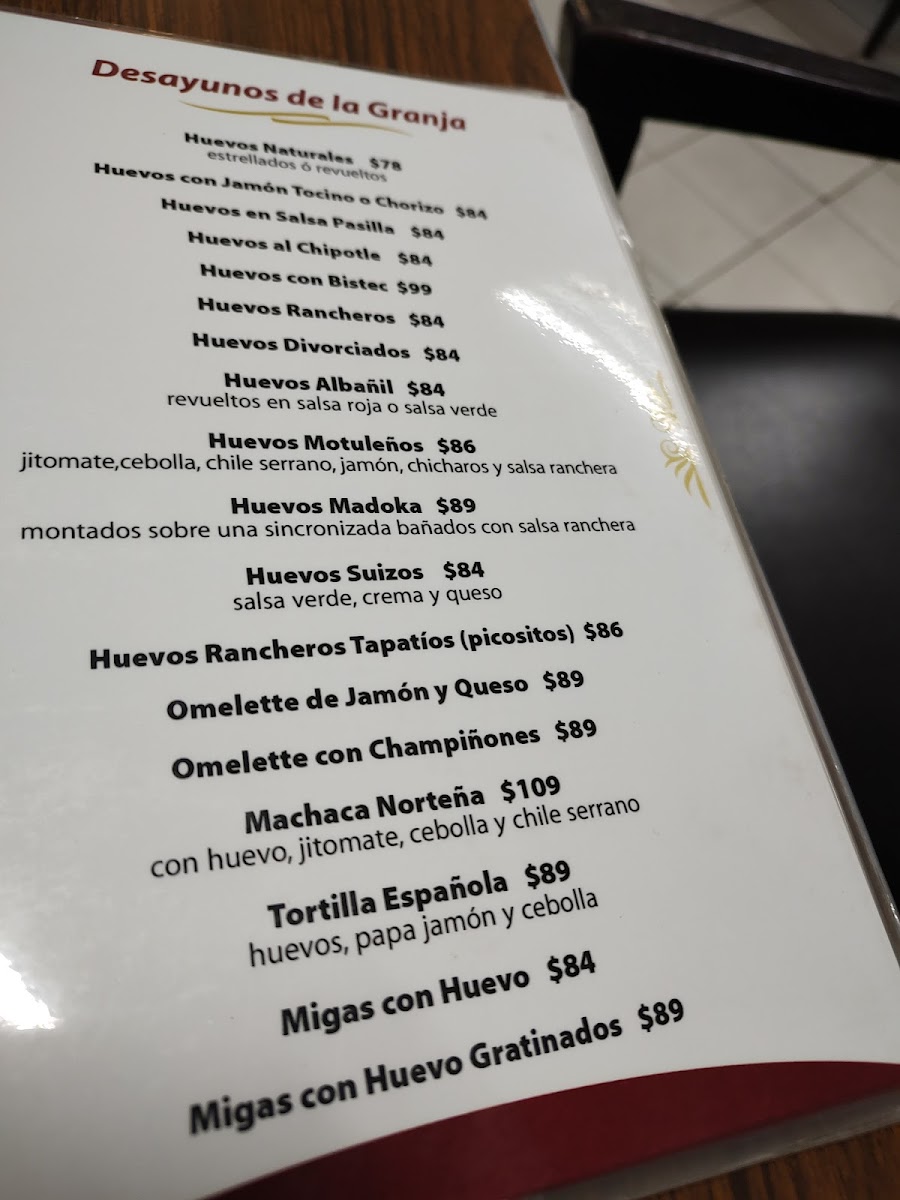 Desayunos de la Granja
Huevos Naturales $78
estrellados ó revueltos
Huevos con Jamón Tocino o Chorizo $84
Huevos en Salsa Pasilla $84
Huevos al Chipotle $84
Huevos con Bistec $99
Huevos Rancheros $84
Huevos Divorciados $84
Huevos Albañil $84
revueltos en salsa roja o salsa verde
Huevos Motuleños $86
jitomate,cebolla, chile serrano, jamón, chicharos y salsa ranchera
Huevos Madoka $89
montados sobre una sincronizada bañados con salsa ranchera
Huevos Suizos $84
salsa verde, crema y queso
Huevos Rancheros Tapatíos (picositos) $86
Omelette de Jamón y Queso $89
Omelette con Champiñones $89
Machaca Norteña $109
con huevo, jitomate, cebolla y chile serrano
Tortilla Española $89
huevos, papa jamón y cebolla
Migas con Huevo $84
Migas con Huevo Gratinados $89